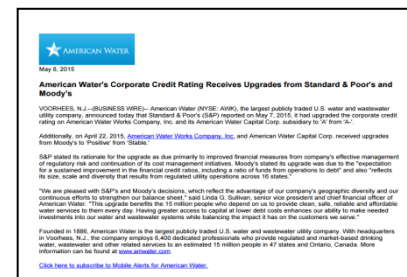 AMERICAN WATER
May 8, 2015
American Water's Corporate Credit Rating Receives Upgrades from Standard & Poor's and
Moody's
VOORHEES, N.J.--(BUSINESS WIRE)-- American Water (NYSE: AWK), the largest publicly traded U.S. water and wastewater
utility company, announced today that Standard & Poor's (S&P) reported on May 7, 2015, it had upgraded the corporate credit
rating on American Water Works Company, Inc. and its American Water Capital Corp. subsidiary to 'A' from 'A-'.
Additionally, on April 22, 2015, American Water Works Company, Inc. and American Water Capital Corp. received upgrades
from Moody's to 'Positive' from 'Stable.'
S&P stated its rationale for the upgrade as due primarily to improved financial measures from company's effective management
of regulatory risk and continuation of its cost management initiatives. Moody's stated its upgrade was due to the "expectation
for a sustained improvement in the financial credit ratios, including a ratio of funds from operations to debt" and also "reflects
its size, scale and diversity that results from regulated utility operations across 16 states."
"We are pleased with S&P's and Moody's decisions, which reflect the advantage of our company's geographic diversity and our
continuous efforts to strengthen our balance sheet," said Linda G. Sullivan, senior vice president and chief financial officer of
American Water. "This upgrade benefits the 15 million people who depend on us to provide clean, safe, reliable and affordable
water services to them every day. Having greater access to capital at lower debt costs enhances our ability to make needed
investments into our water and wastewater systems while balancing the impact it has on the customers we serve."
Founded in 1886, American Water is the largest publicly traded U.S. water and wastewater utility company. With headquarters
in Voorhees, N.J., the company employs 6,400 dedicated professionals who provide regulated and market-based drinking
water, wastewater and other related services to an estimated 15 million people in 47 states and Ontario, Canada. More
information can be found at www.amwater.com.
Click here to subscribe to Mobile Alerts for American Water.